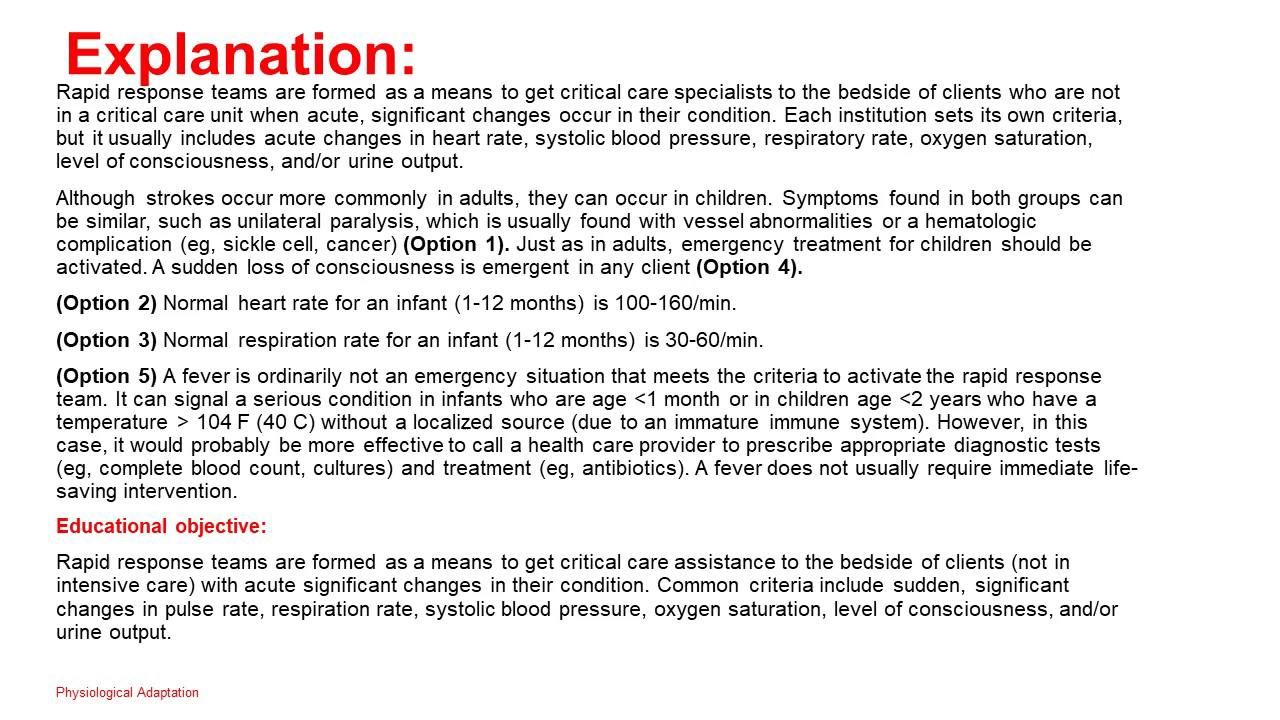 Explanation:
Rapid response teams are formed as a means to get critical care specialists to the bedside of clients who are not
in a critical care unit when acute, significant changes occur in their condition. Each institution sets its own criteria,
but it usually includes acute changes in heart rate, systolic blood pressure, respiratory rate, oxygen saturation,
level of consciousness, and/or urine output.
Although strokes occur more commonly in adults, they can occur in children. Symptoms found in both groups can
be similar, such as unilateral paralysis, which is usually found with vessel abnormalities or a hematologic
complication (eg, sickle cell, cancer) (Option 1). Just as in adults, emergency treatment for children should be
activated. A sudden loss of consciousness is emergent in any client (Option 4).
(Option 2) Normal heart rate for an infant (1-12 months) is 100-160/min.
(Option 3) Normal respiration rate for an infant (1-12 months) is 30-60/min.
(Option 5) A fever is ordinarily not an emergency situation that meets the criteria to activate the rapid response
team. It can signal a serious condition in infants who are age <1 month or in children age <2 years who have a
temperature > 104 F (40 C) without a localized source (due to an immature immune system). However, in this
case, it would probably be more effective to call a health care provider to prescribe appropriate diagnostic tests
(eg, complete blood count, cultures) and treatment (eg, antibiotics). A fever does not usually require immediate life-
saving intervention.
Educational objective:
Rapid response teams are formed as a means to get critical care assistance to the bedside of clients (not in
intensive care) with acute significant changes in their condition. Common criteria include sudden, significant
changes in pulse rate, respiration rate, systolic blood pressure, oxygen saturation, level of consciousness, and/or
urine output.
Physiological Adaptation